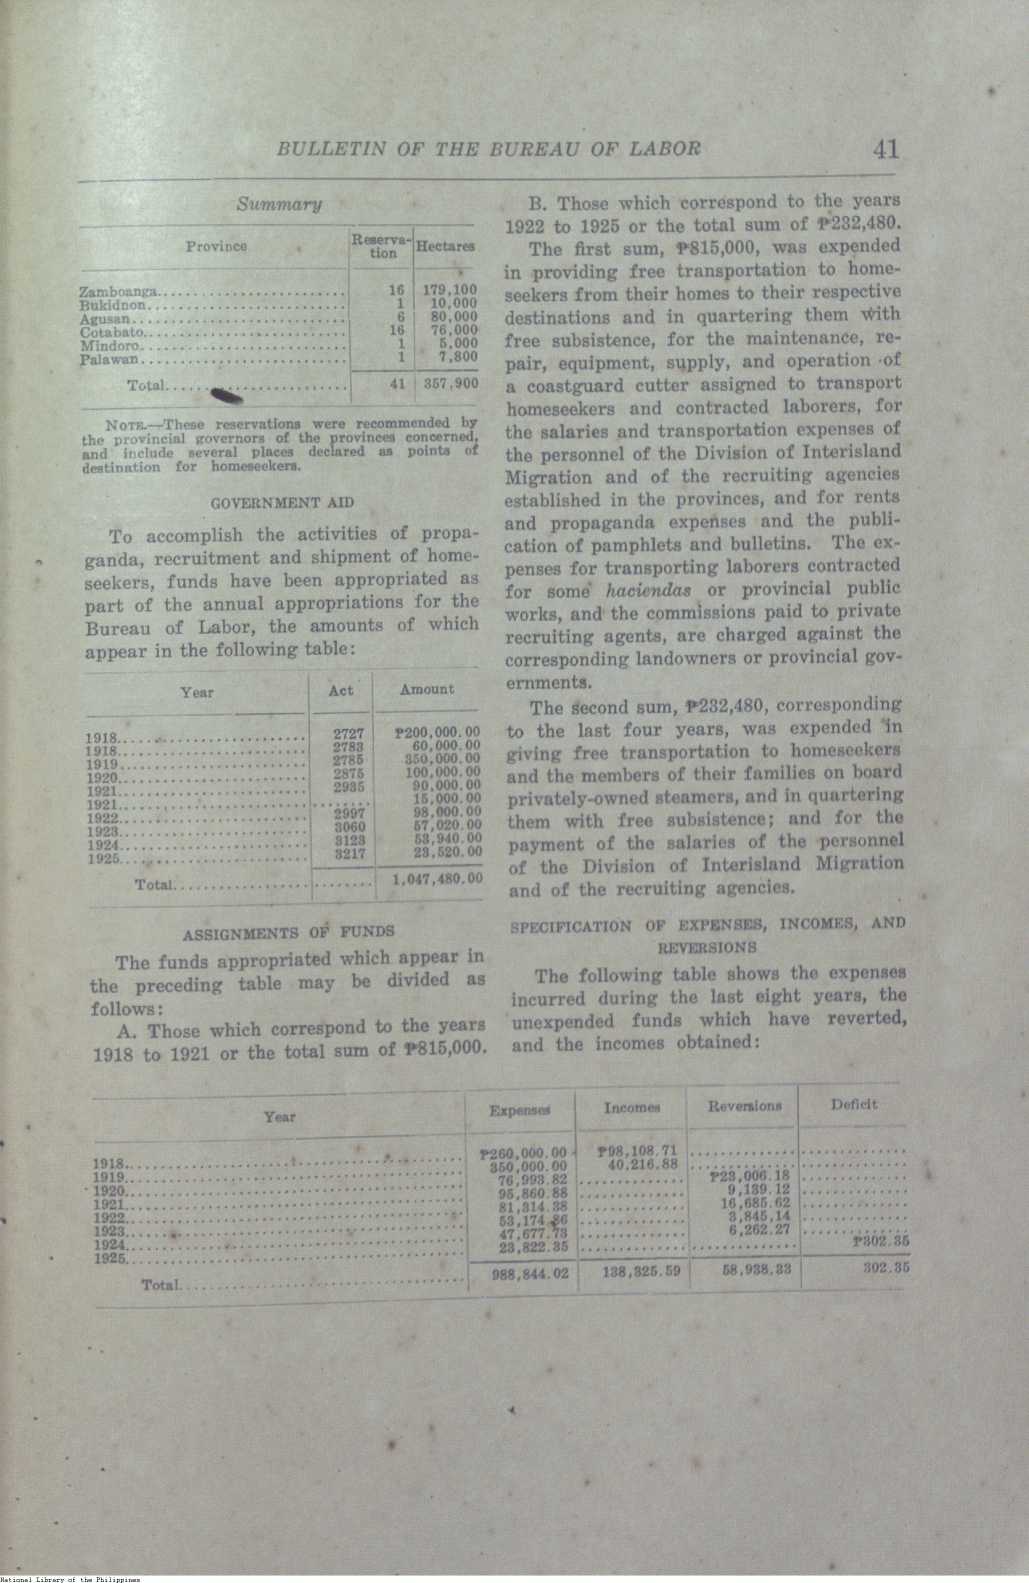 BULLETIN OF THE BUREAU OF LABOR 41
Summary
Province Reserva-tion Hectares
Zamboanga 16 179,100
Bukidnon 1 10,000
Agusan 6 80,000
Cotabato 16 76,000
Mindoro 1 5,000
Palawan 1 7,800
Total 41 357,900
NOTE.—These reservations were recommended by
the provincial governors of the provinces concerned,
and include several places declared as points of
destination for homeseekers.
GOVERNMENT AID
To accomplish the activities of propa-
ganda, recruitment and shipment of home-
seekers, funds have been appropriated as
part of the annual appropriations for the
Bureau of Labor, the amounts of which
appear in the following table:
Year Act Amount
1918 2727 ₱200,000.00
1918 2783 60,000.00
1919 2785 350,000.00
1920 2875 100,000.00
1921 2935 90,000.00
1921 15,000.00
1922 2997 98,000.00
1923 3060 57,020.00
1924 3123 53,940.00
1925 3217 23,520.00
Total 1,047,480.00
ASSIGNMENTS OF FUNDS
The funds appropriated which appear in
the preceding table may be divided as
follows:
A. Those which correspond to the years
1918 to 1921 or the total sum of ₱815,000.
B. Those which correspond to the years
1922 to 1925 or the total sum of ₱232,480.
The first sum, ₱815,000, was expended
in providing free transportation to home-
seekers from their homes to their respective
destinations and in quartering them with
free subsistence, for the maintenance, re-
pair, equipment, supply, and operation of
a coastguard cutter assigned to transport
homeseekers and contracted laborers, for
the salaries and transportation expenses of
the personnel of the Division of Interisland
Migration and of the recruiting agencies
established in the provinces, and for rents
and propaganda expenses and the publi-
cation of pamphlets and bulletins. The ex-
penses for transporting laborers contracted
for some haciendas or provincial public
works, and the commissions paid to private
recruiting agents, are charged against the
corresponding landowners or provincial gov-
ernments.
The second sum, ₱232,480, corresponding
to the last four years, was expended in
giving free transportation to homeseekers
and the members of their families on board
privately-owned steamers, and in quartering
them with free subsistence; and for the
payment of the salaries of the personnel
of the Division of Interisland Migration
and of the recruiting agencies.
SPECIFICATION OF EXPENSES, INCOMES, AND
REVERSIONS
The following table shows the expenses
incurred during the last eight years, the
unexpended funds which have reverted,
and the incomes obtained:
Year Expenses Incomes Reversions Deficit
1918 ₱260,000.00 ₱98,108.71
1919 350,000.00 40,216.88
1920 76,993.82 ₱23,006.18
1921 95,860.88 9,139.12
1922 81,314.38 16,685.62
1923 53,174.86 3,845.14
1924 47,677.73 6,262.27
1925 23,822.35 ₱302.35
Total 988,844.02 138,325.59 58,938.33 302.35
National Library of the Philippines